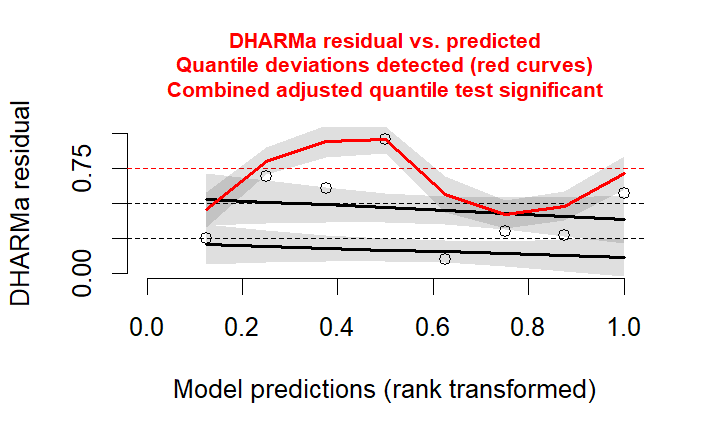 DHARMa residual vs. predicted
Quantile deviations detected (red curves)
Combined adjusted quantile test significant
DHARMa residual
0.75
0.00
0.0 0.2 0.4 0.6 0.8 1.0
Model predictions (rank transformed)